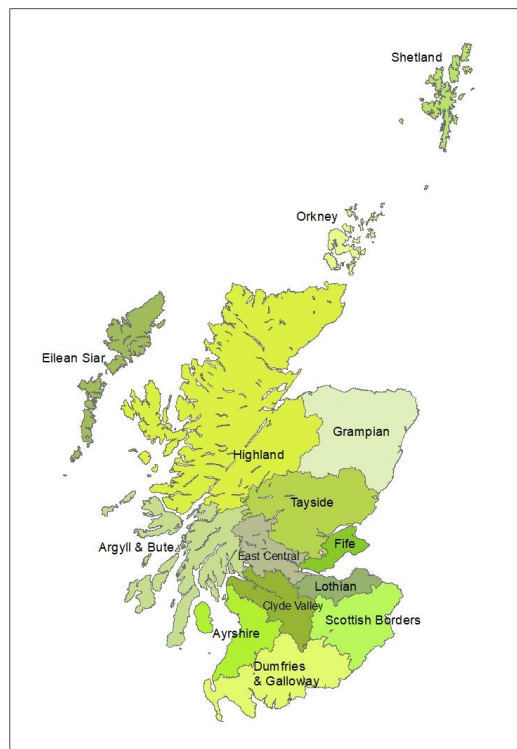 Shetland
Orkney
Eilean Siar
Grampian
Highland
Tayside
Argyll & Bute
Fife
East Central
Lothian
Clyde Valley
Scottish Borders
Ayrshire
Dumfries
& Galloway